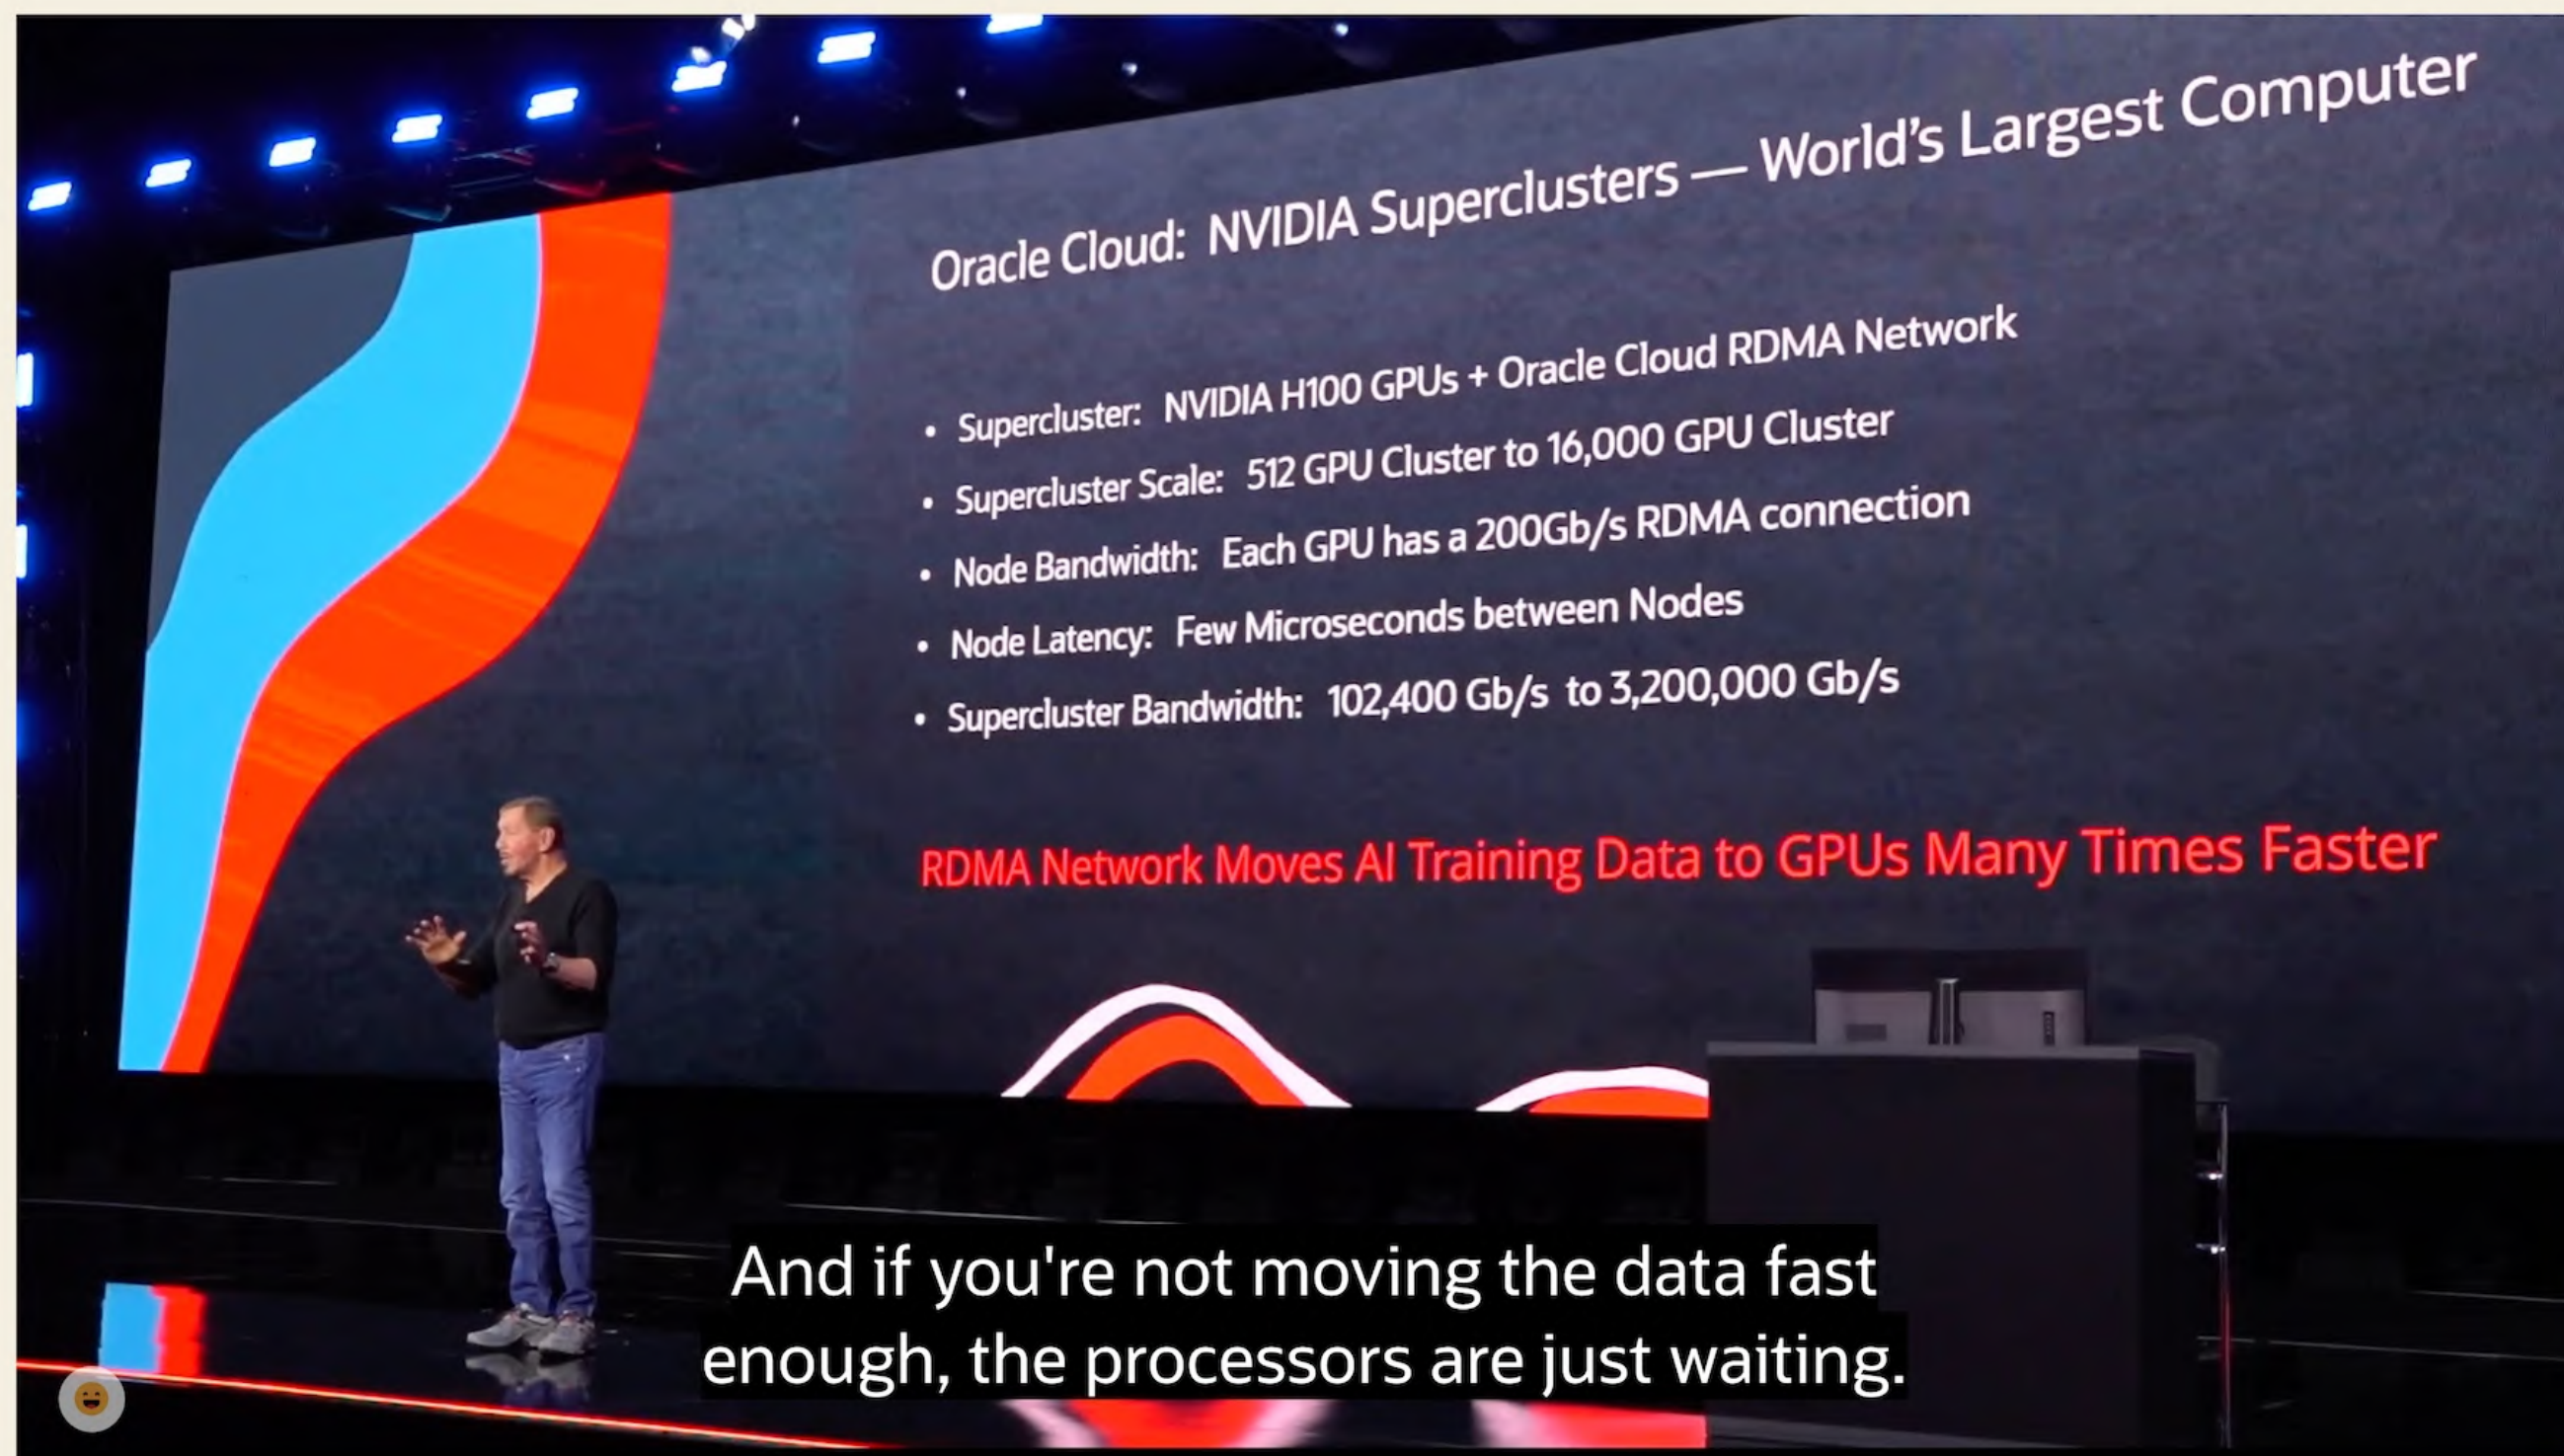 Oracle Cloud: NVIDIA Superclusters — World's Largest Computer
• Supercluster: NVIDIA H100 GPUs + Oracle Cloud RDMA Network
• Supercluster Scale: 512 GPU Cluster to 16,000 GPU Cluster
• Node Bandwidth: Each GPU has a 200Gb/s RDMA connection
• Node Latency: Few Microseconds between Nodes
• Supercluster Bandwidth: 102,400 Gb/s to 3,200,000 Gb/s
RDMA Network Moves AI Training Data to GPUs Many Times Faster
And if you're not moving the data fast
enough, the processors are just waiting.